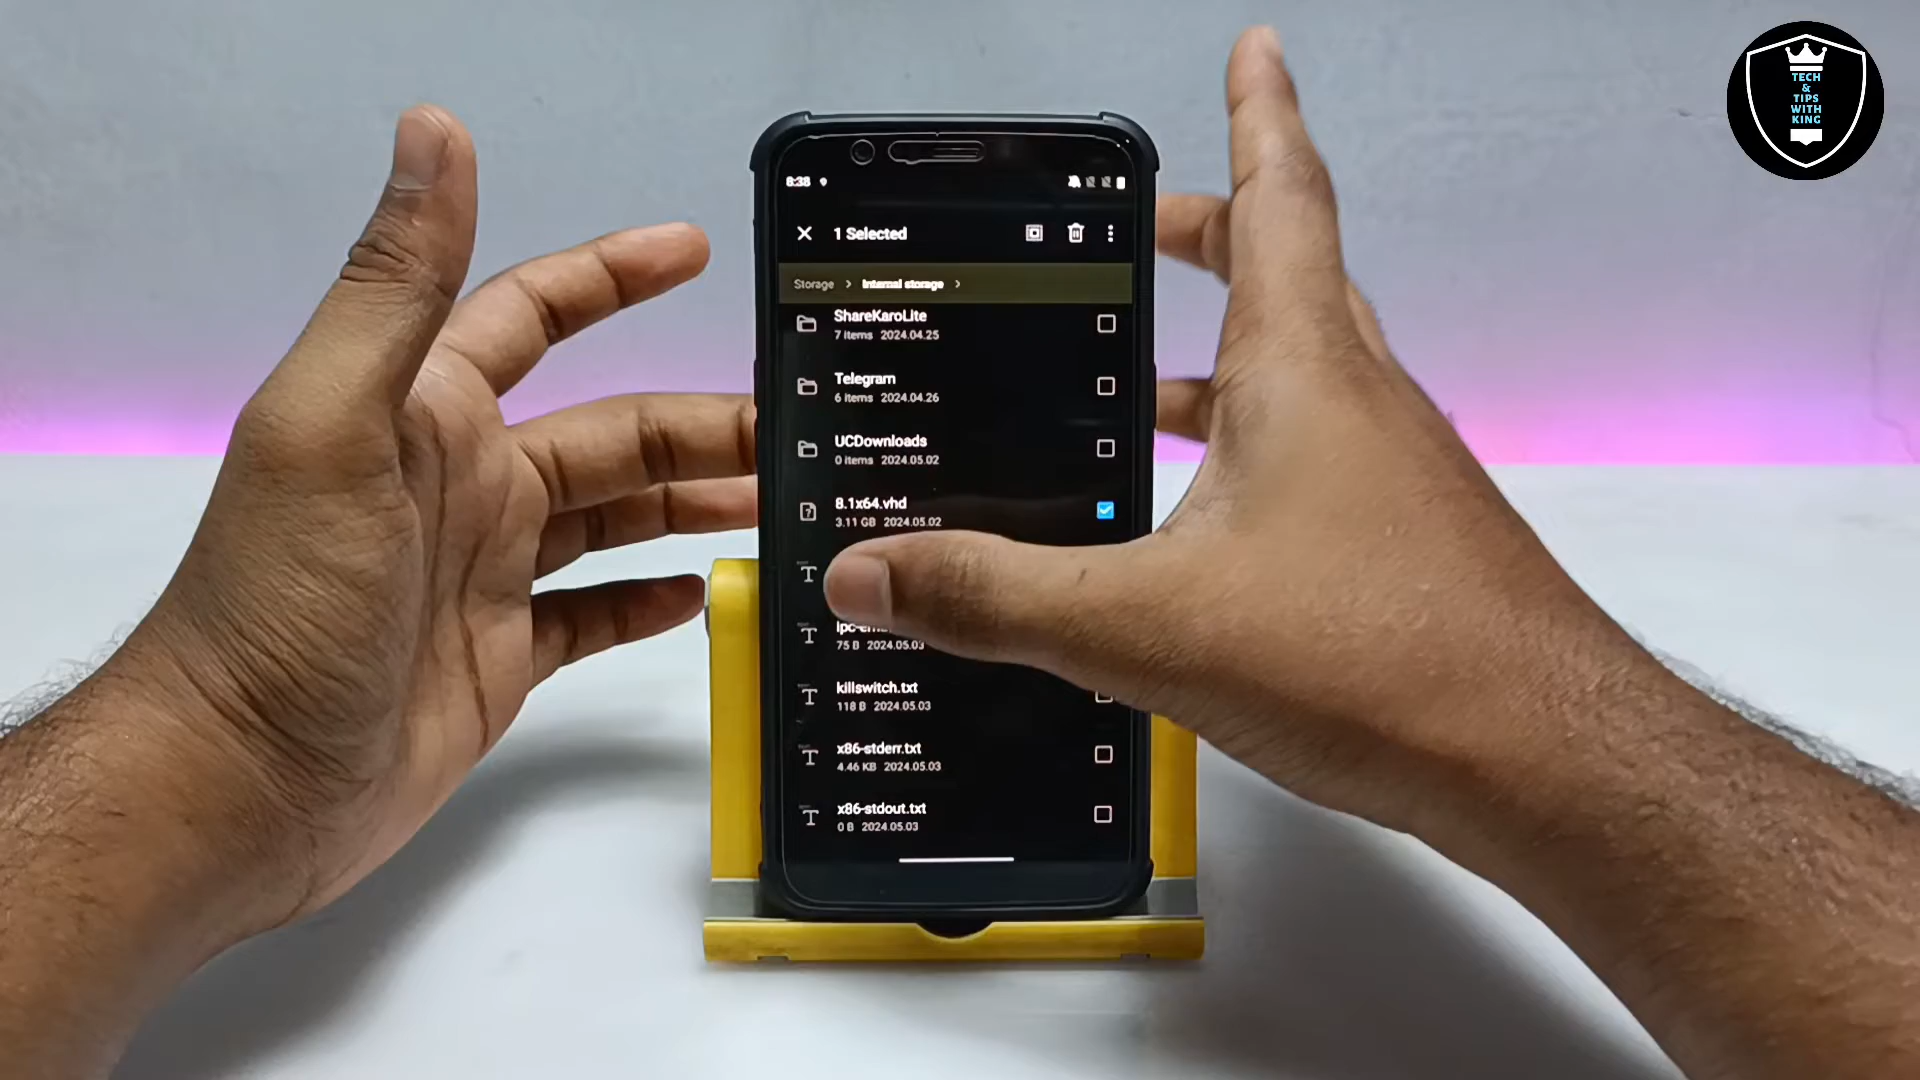 TECH
&
TIPS
WITH
KING
8:38
1 Selected
Storage > Internal storage >
ShareKaroLite
7 items 2024.04.25
Telegram
6 items 2024.04.26
UCDownloads
0 items 2024.05.02
8.1x64.vhd
3.11 GB 2024.05.02
75 B 2024.05.03
killswitch.txt
118 B 2024.05.03
x86-stderr.txt
4.46 KB 2024.05.03
x86-stdout.txt
0 B 2024.05.03